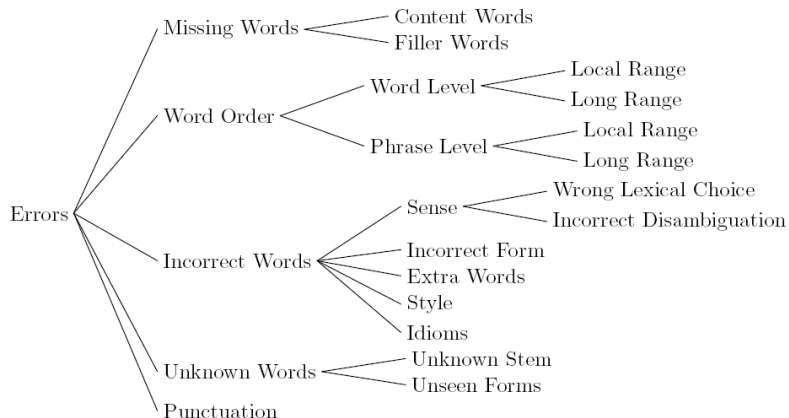 Errors
Missing Words
Content Words
Filler Words
Word Order
Word Level
Local Range
Long Range
Phrase Level
Local Range
Long Range
Incorrect Words
Sense
Wrong Lexical Choice
Incorrect Disambiguation
Incorrect Form
Extra Words
Style
Idioms
Unknown Words
Unknown Stem
Unseen Forms
Punctuation